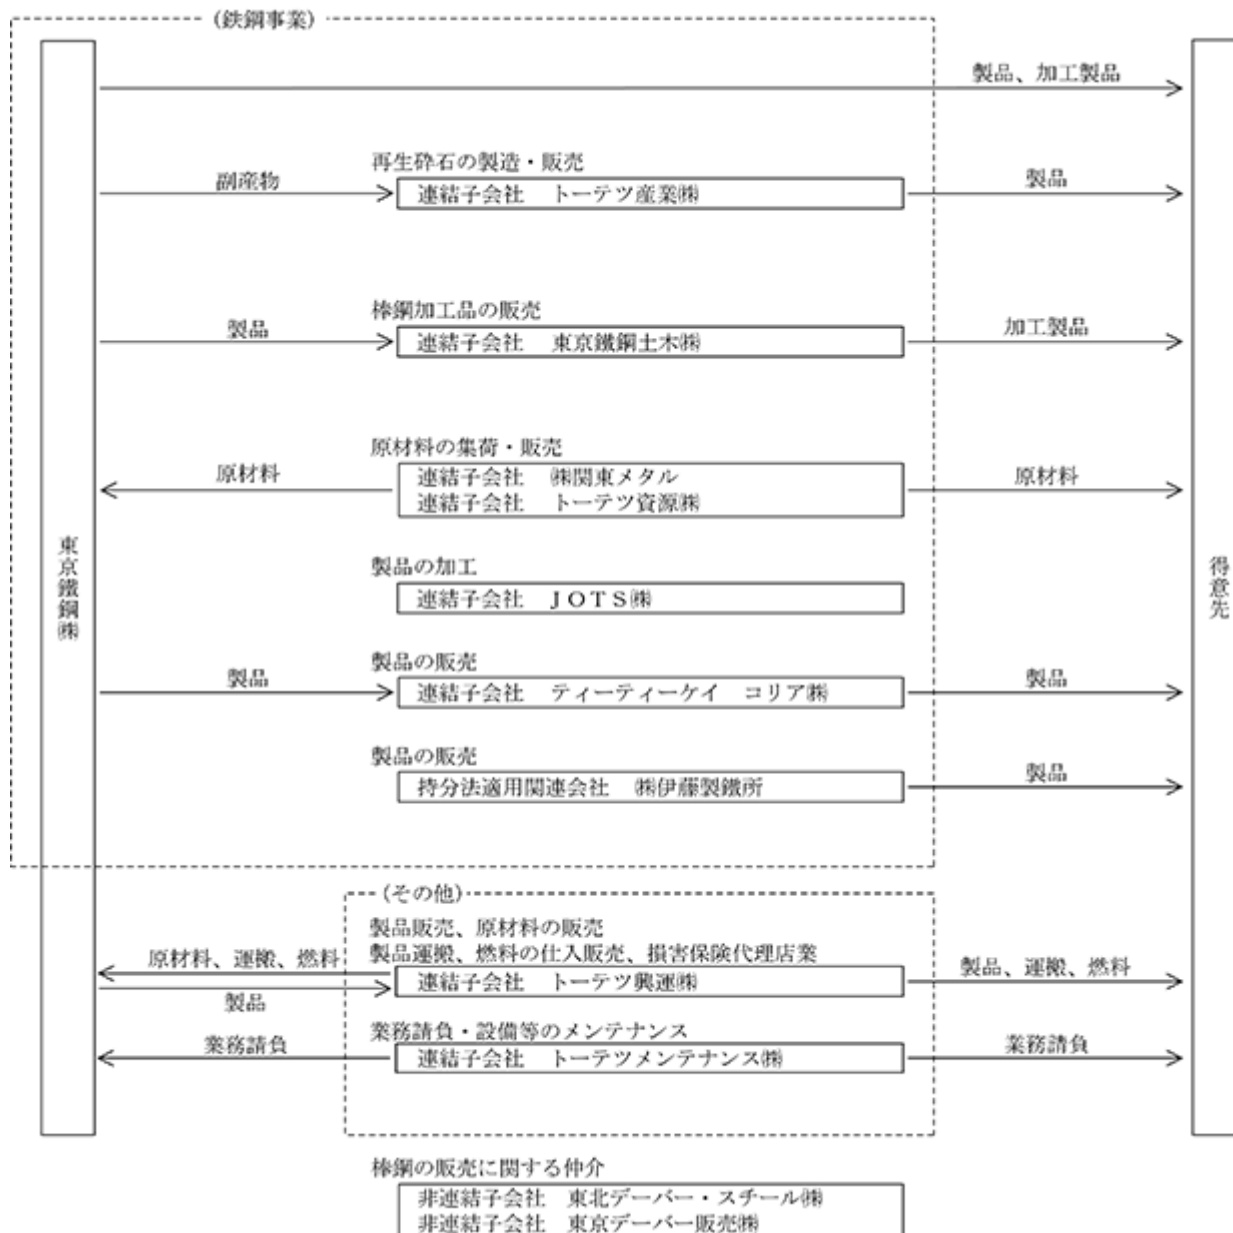 (鉄鋼事業)
製品、加工製品
再生砕石の製造・販売
副産物
連結子会社　トーテツ産業㈱
製品
棒鋼加工品の販売
製品
連結子会社　東京鐵鋼土木㈱
加工製品
原材料の集荷・販売
原材料
連結子会社　㈱関東メタル
連結子会社　トーテツ資源㈱
原材料
東京鐵鋼㈱
得意先
製品の加工
連結子会社　ＪＯＴＳ㈱
製品の販売
製品
連結子会社　ティーティーケイ　コリア㈱
製品
製品の販売
持分法適用関連会社　㈱伊藤製鐵所
製品
(その他)
製品販売、原材料の販売
製品運搬、燃料の仕入販売、損害保険代理店業
原材料、運搬、燃料
連結子会社　トーテツ興運㈱
製品、運搬、燃料
製品
業務請負・設備等のメンテナンス
業務請負
連結子会社　トーテツメンテナンス㈱
業務請負
棒鋼の販売に関する仲介
非連結子会社　東北デーバー・スチール㈱
非連結子会社　東京デーバー販売㈱